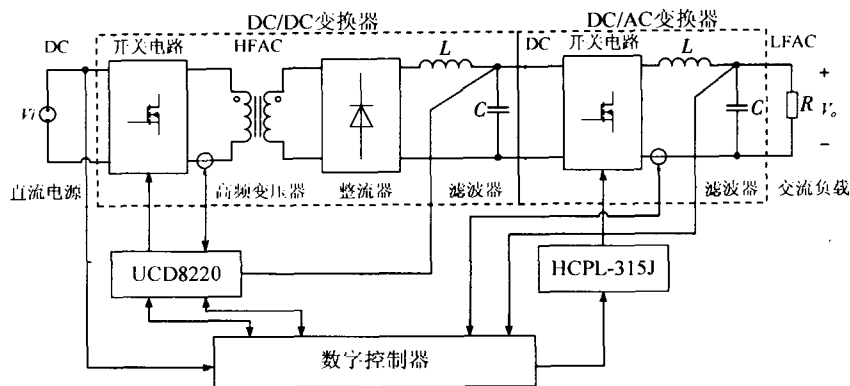 DC/DC变换器
DC/AC变换器
DC
开关电路
HFAC
L
DC
开关电路
L
LFAC
Vi
C
C
R
+
Vo
−
直流电源
高频变压器
整流器
滤波器
滤波器
交流负载
UCD8220
HCPL-315J
数字控制器